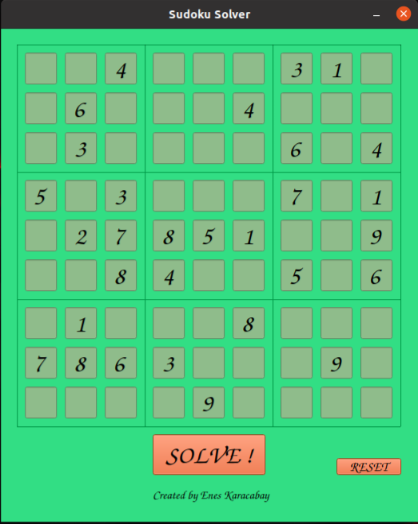 Sudoku Solver
4 3 1
6 4
3 6 4
5 3 7 1
2 7 8 5 1 9
8 4 5 6
1 8
7 8 6 3 9
9
SOLVE !
RESET
Created by Enes Karacabay